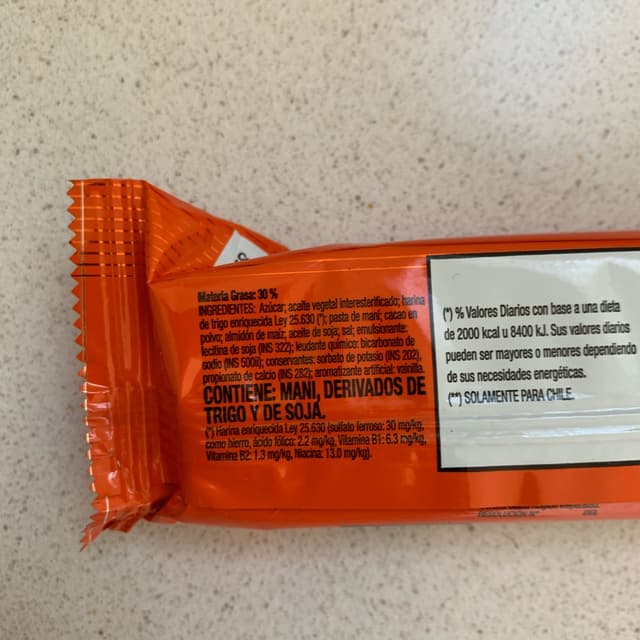 Materia Grasa: 30 %
INGREDIENTES: Azúcar; aceite vegetal interesterificado; harina
de trigo enriquecida Ley 25.630 (*); pasta de maní; cacao en
polvo; almidón de maíz; aceite de soja; sal; emulsionante:
lecitina de soja (INS 322); leudante químico: bicarbonato de
sodio (INS 500ii); conservantes: sorbato de potasio (INS 202),
propionato de calcio (INS 282); aromatizante artificial: vainilla.
CONTIENE: MANI, DERIVADOS DE
TRIGO Y DE SOJA.
(*) Harina enriquecida Ley 25.630 (sulfato ferroso: 30 mg/kg,
como hierro, ácido fólico: 2.2 mg/kg, Vitamina B1: 6.3 mg/kg,
Vitamina B2: 1.3 mg/kg, Niacina: 13.0 mg/kg).
(*) % Valores Diarios con base a una dieta
de 2000 kcal u 8400 kJ. Sus valores diarios
pueden ser mayores o menores dependiendo
de sus necesidades energéticas.
(**) SOLAMENTE PARA CHILE.